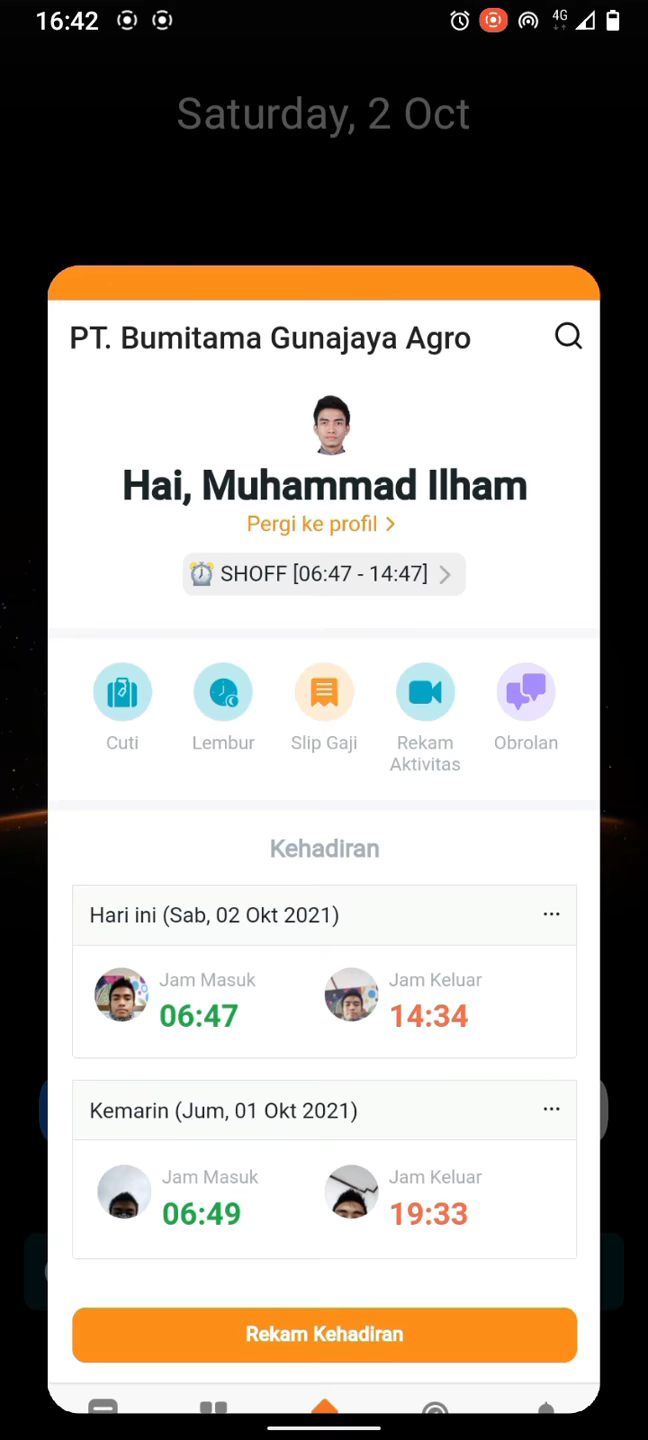 16:42
4G
Saturday, 2 Oct
PT. Bumitama Gunajaya Agro
Hai, Muhammad Ilham
Pergi ke profil
SHOFF [06:47 - 14:47]
Cuti
Lembur
Slip Gaji
Rekam
Aktivitas
Obrolan
Kehadiran
Hari ini (Sab, 02 Okt 2021)
Jam Masuk
06:47
Jam Keluar
14:34
Kemarin (Jum, 01 Okt 2021)
Jam Masuk
06:49
Jam Keluar
19:33
Rekam Kehadiran